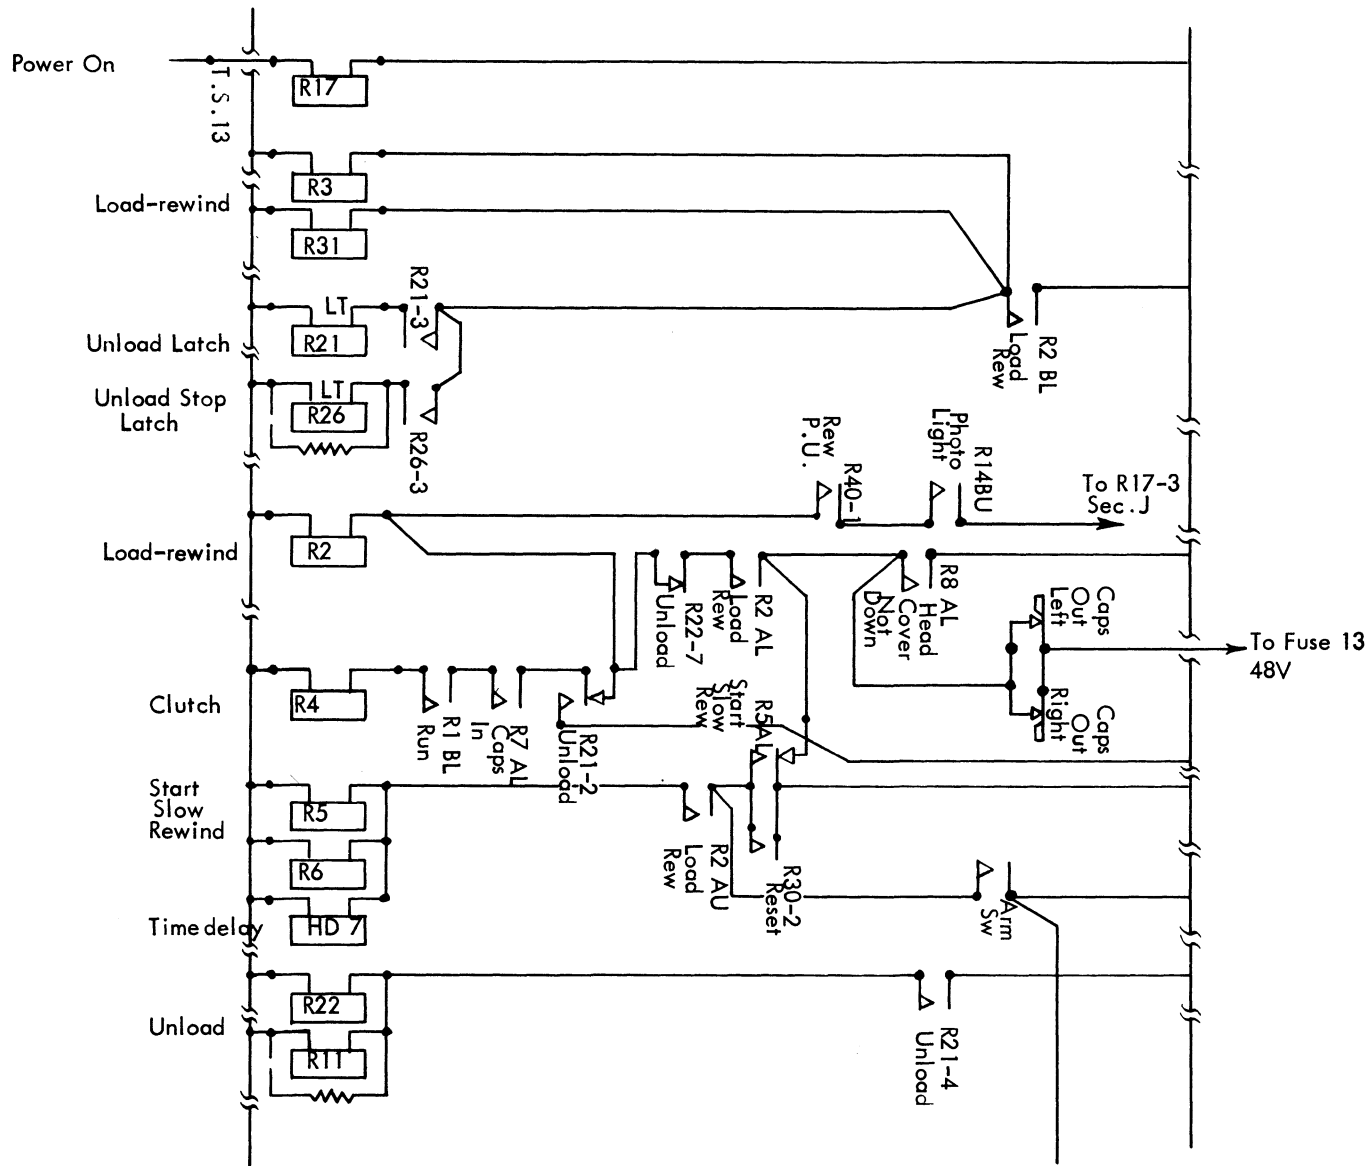 Power On
T.S.13
R17
R3
Load-rewind
R31
LT
R21-3
Unload Latch
R21
Load
Rew
R2 BL
Unload Stop
Latch
LT
R26
R26-3
Rew
P.U.
R40-1
Photo
Light
R14BU
To R17-3
Sec.J
Load-rewind
R2
Unload
R22-7
Load
Rew
R2 AL
Head
Cover
Not
Down
R8 AL
Caps
Out
Left
To Fuse 13
48V
Caps
Out
Right
Clutch
R4
Run
R1 BL
Caps
In
R7 AL
Unload
R21-2
Start
Slow
Rew
R5AL
Start
Slow
Rewind
R5
R6
Load
Rew
R2 AU
R30-2
Reset
Arm
Sw
Time delay
HD 7
R22
Unload
R11
R21-4
Unload